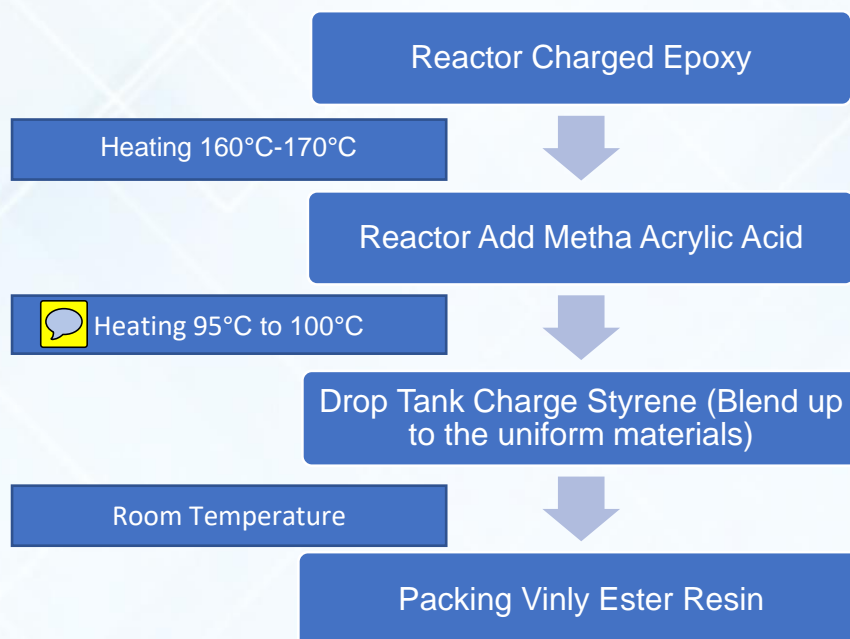 Reactor Charged Epoxy
Heating 160°C-170°C
Reactor Add Metha Acrylic Acid
Heating 95°C to 100°C
Drop Tank Charge Styrene (Blend up
to the uniform materials)
Room Temperature
Packing Vinly Ester Resin